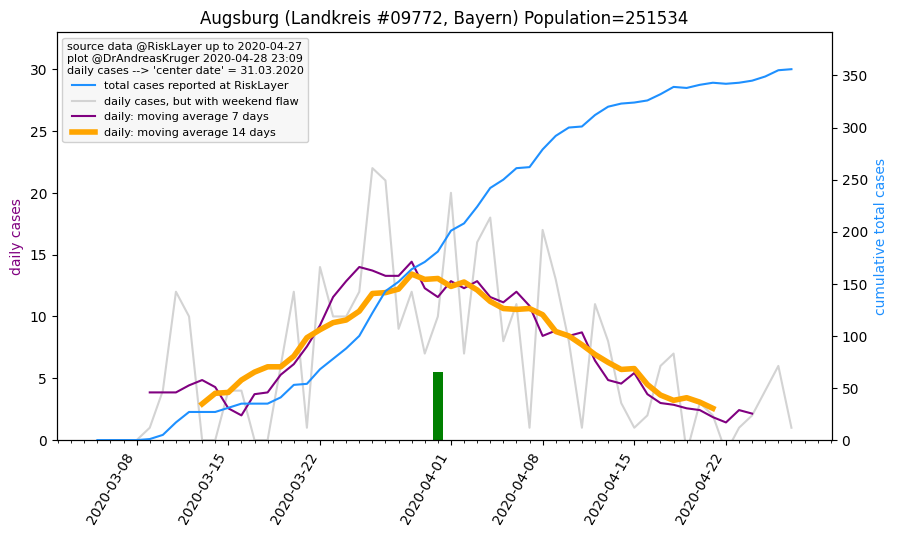 Augsburg (Landkreis #09772, Bayern) Population=251534
source data @RiskLayer up to 2020-04-27
plot @DrAndreasKruger 2020-04-28 23:09
daily cases --> 'center date' = 31.03.2020
total cases reported at RiskLayer
daily cases, but with weekend flaw
daily: moving average 7 days
daily: moving average 14 days
daily cases
30
25
20
15
10
5
0
cumulative total cases
350
300
250
200
150
100
50
0
2020-03-08
2020-03-15
2020-03-22
2020-04-01
2020-04-08
2020-04-15
2020-04-22